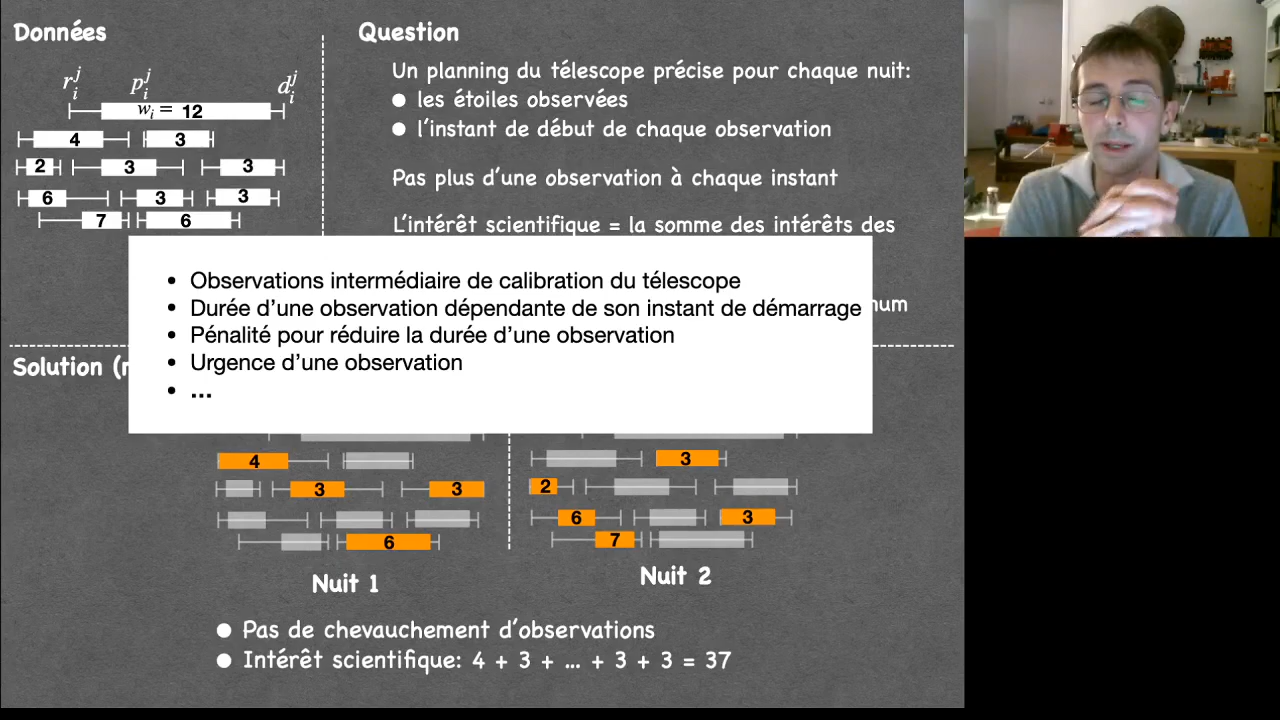 Données
r_i^j p_i^j d_i^j
w_i = 12
4 3
2 3 3
6 3 3
7 6
Question
Un planning du télescope précise pour chaque nuit:
● les étoiles observées
● l'instant de début de chaque observation
Pas plus d'une observation à chaque instant
L'intérêt scientifique = la somme des intérêts des
• Observations intermédiaire de calibration du télescope
• Durée d'une observation dépendante de son instant de démarrage
• Pénalité pour réduire la durée d'une observation
• Urgence d'une observation
• ...
Solution
4
3 3
6
Nuit 1
3
2
6 3
7
Nuit 2
● Pas de chevauchement d'observations
● Intérêt scientifique: 4 + 3 + ... + 3 + 3 = 37